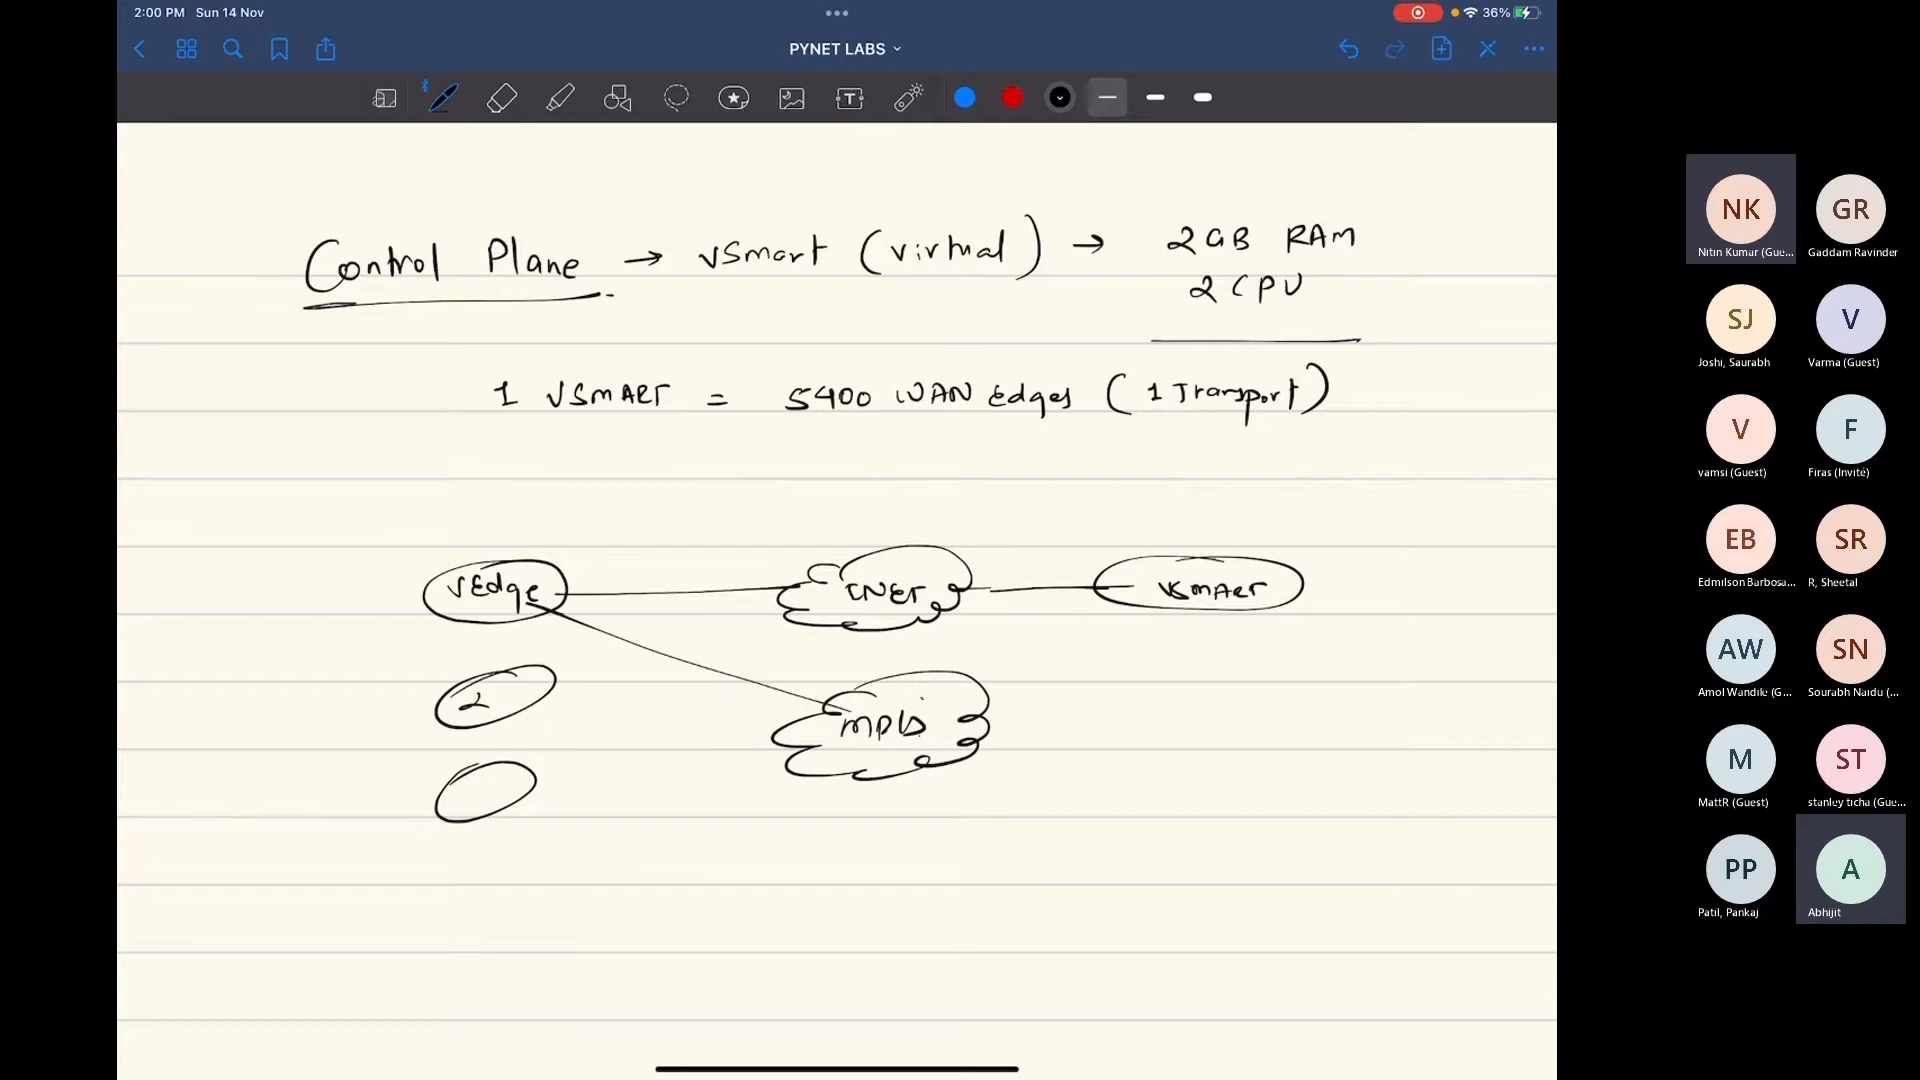 2:00 PM Sun 14 Nov
36%
PYNET LABS
T
Control Plane → vSmart (virtual) → 2 GB RAM
2 CPU
1 vSMART = 5400 WAN Edges (1 Transport)
vEdge
INET
vSMART
2
MPLS
NK
Nitin Kumar (Gue...
GR
Gaddam Ravinder
SJ
Joshi, Saurabh
V
Varma (Guest)
V
vamsi (Guest)
F
Firas (Invité)
EB
Edmilson Barbosa...
SR
R, Sheetal
AW
Amol Wandile (G...
SN
Sourabh Naidu (...
M
MattR (Guest)
ST
stanley ticha (Gue...
PP
Patil, Pankaj
A
Abhijit